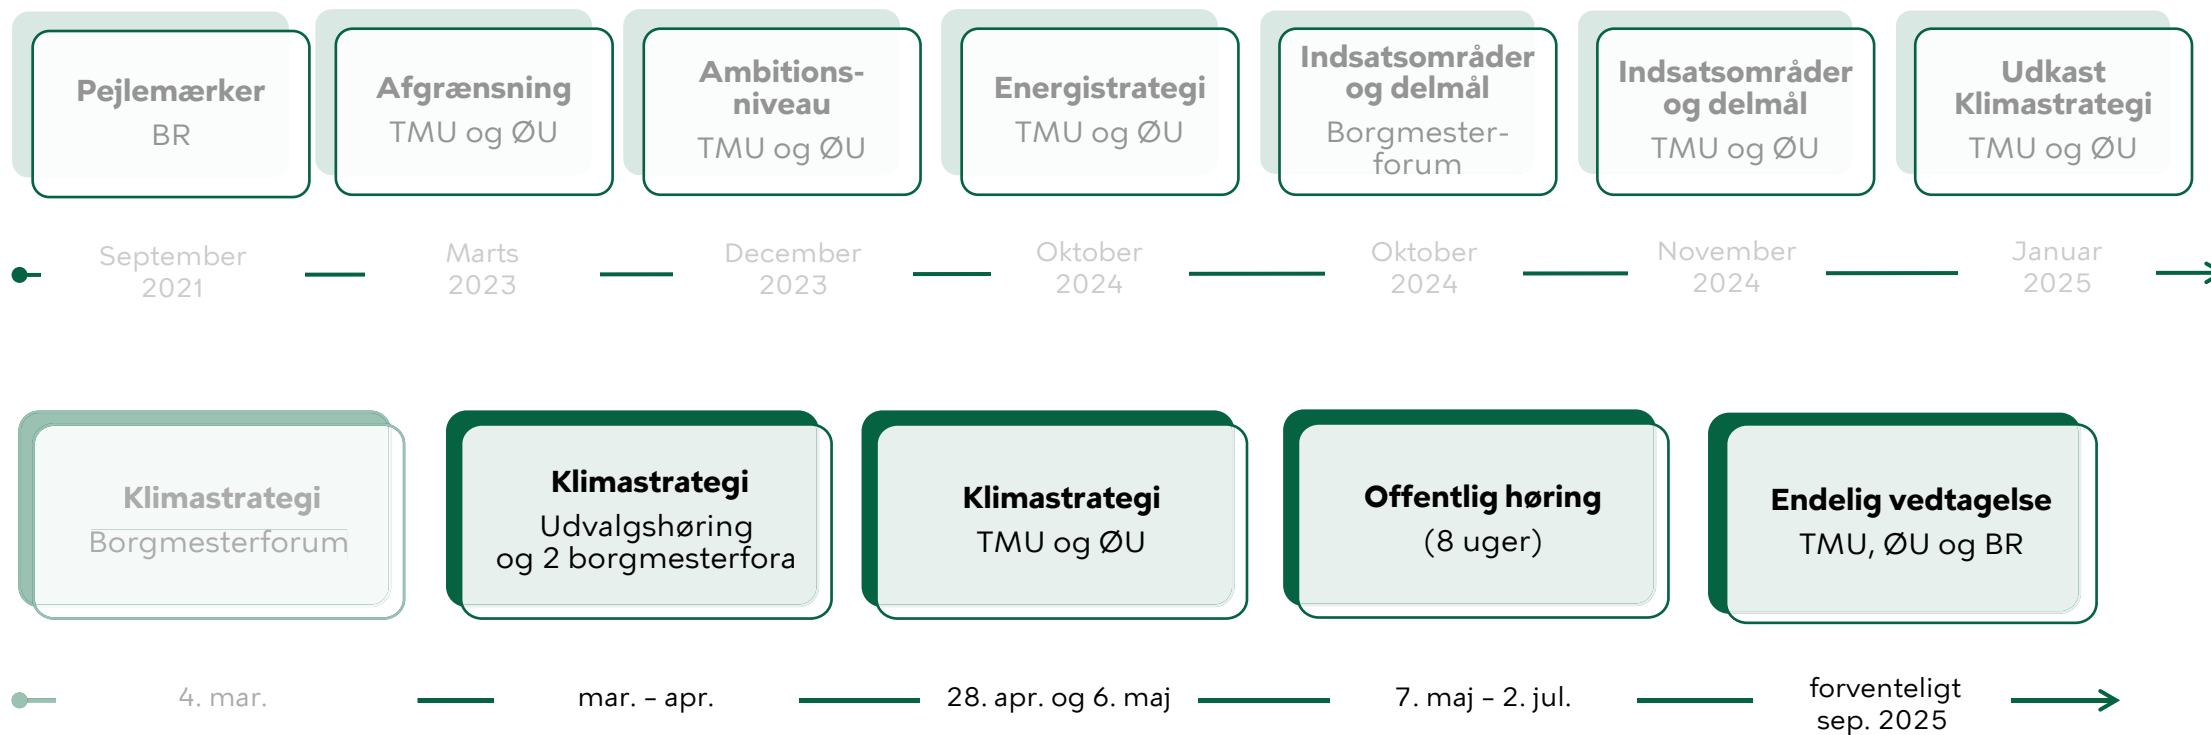 Pejlemærker
BR
Afgrænsning
TMU og ØU
Ambitions-
niveau
TMU og ØU
Energistrategi
TMU og ØU
Indsatsområder
og delmål
Borgmester-
forum
Indsatsområder
og delmål
TMU og ØU
Udkast
Klimastrategi
TMU og ØU
September
2021
Marts
2023
December
2023
Oktober
2024
Oktober
2024
November
2024
Januar
2025
Klimastrategi
Borgmesterforum
Klimastrategi
Udvalgshøring
og 2 borgmesterfora
Klimastrategi
TMU og ØU
Offentlig høring
(8 uger)
Endelig vedtagelse
TMU, ØU og BR
4. mar.
mar. – apr.
28. apr. og 6. maj
7. maj – 2. jul.
forventeligt
sep. 2025